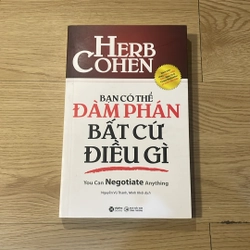 HERB
COHEN
BẠN CÓ THỂ
ĐÀM PHÁN
BẤT CỨ
ĐIỀU GÌ
You Can Negotiate Anything